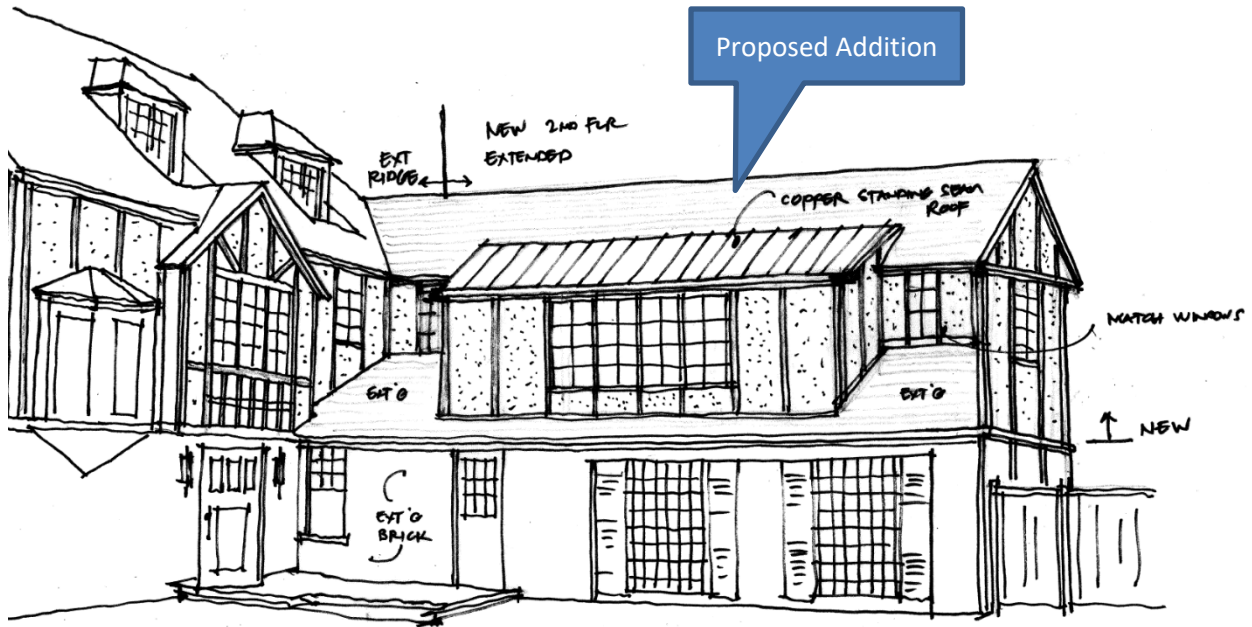 Proposed Addition
NEW 2ND FLR
EXTENDED
EXT
RIDGE
COPPER STANDING SEAM
ROOF
MATCH WINDOWS
EXT'G
EXT'G
NEW
EXT'G
BRICK